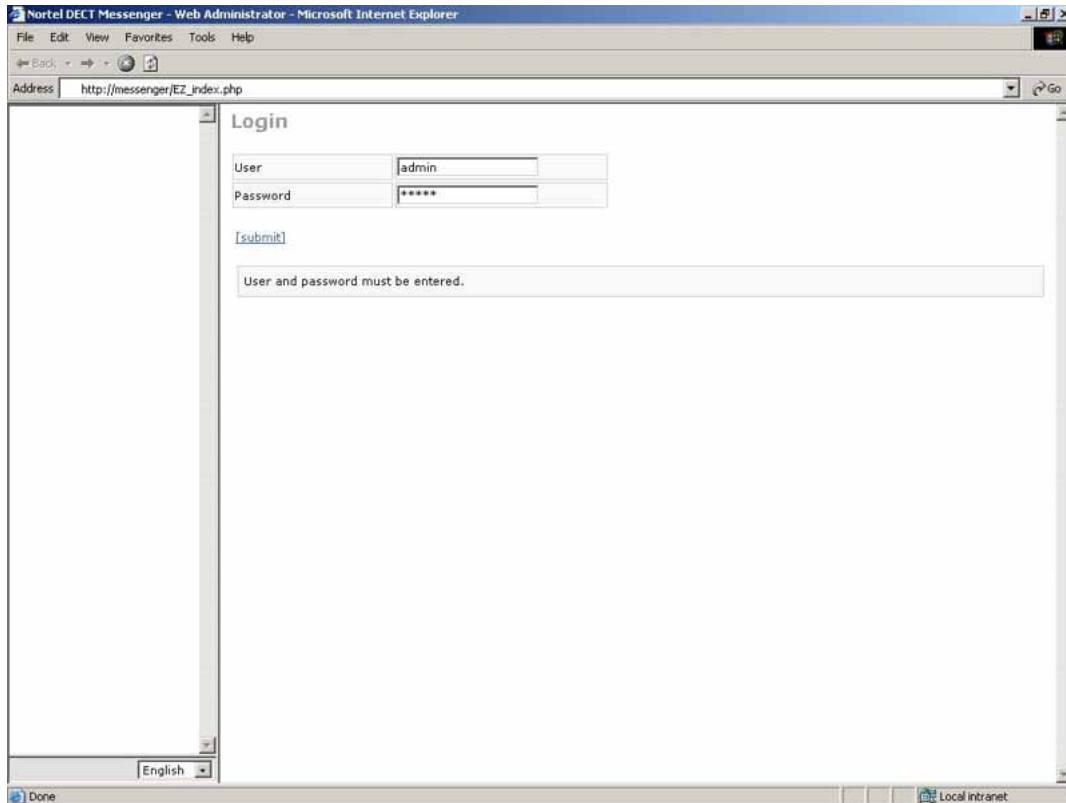 Nortel DECT Messenger - Web Administrator - Microsoft Internet Explorer
File Edit View Favorites Tools Help
Back
Address http://messenger/EZ_index.php Go
Login
User admin
Password *****
[submit]
User and password must be entered.
English
Done Local intranet